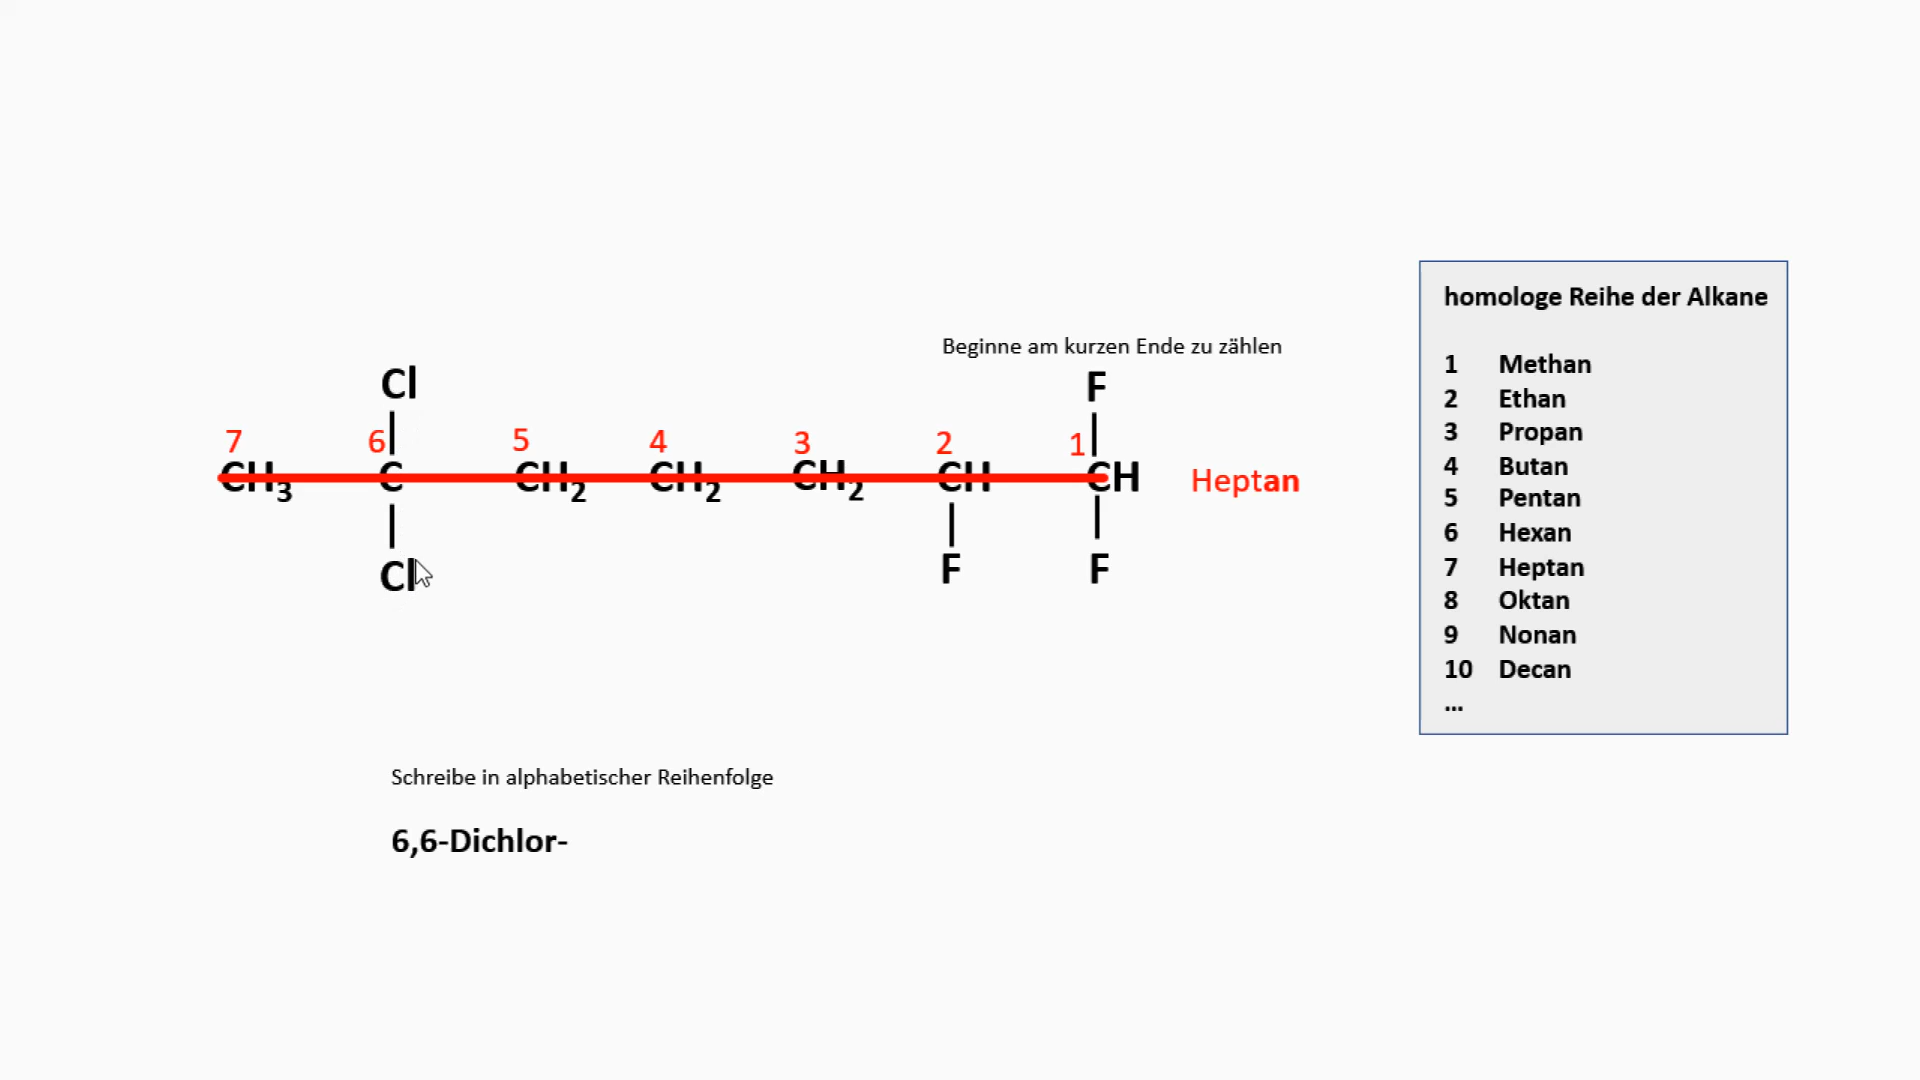 homologe Reihe der Alkane
1 Methan
2 Ethan
3 Propan
4 Butan
5 Pentan
6 Hexan
7 Heptan
8 Oktan
9 Nonan
10 Decan
...
Beginne am kurzen Ende zu zählen
Cl F
7 6 5 4 3 2 1
CH3 C CH2 CH2 CH2 CH CH Heptan
Cl F F
Schreibe in alphabetischer Reihenfolge
6,6-Dichlor-